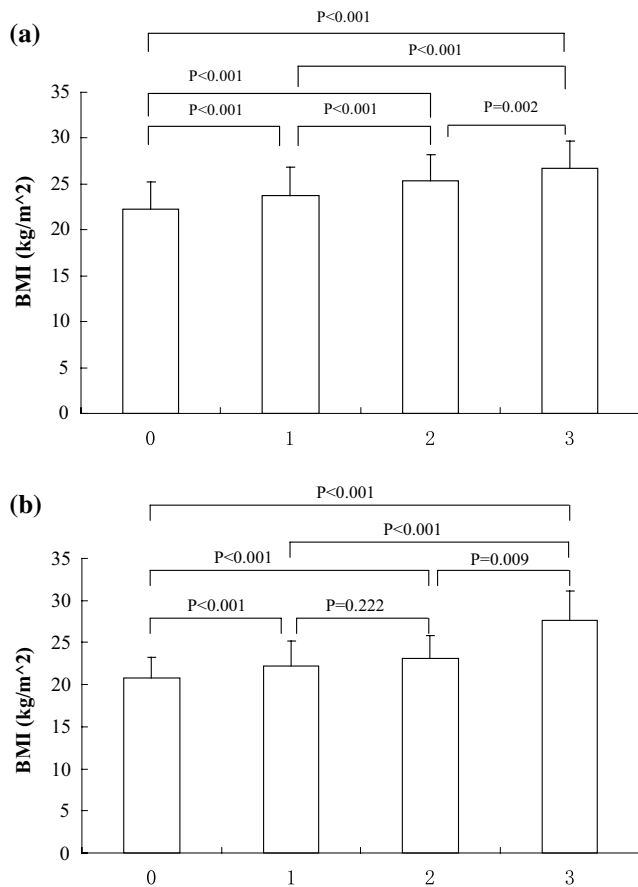 (a)
P<0.001
P<0.001
P<0.001
P<0.001
P<0.001
P=0.002
BMI (kg/m^2)
35
30
25
20
15
10
5
0
0 1 2 3
(b)
P<0.001
P<0.001
P<0.001
P=0.009
P<0.001
P=0.222
BMI (kg/m^2)
35
30
25
20
15
10
5
0
0 1 2 3